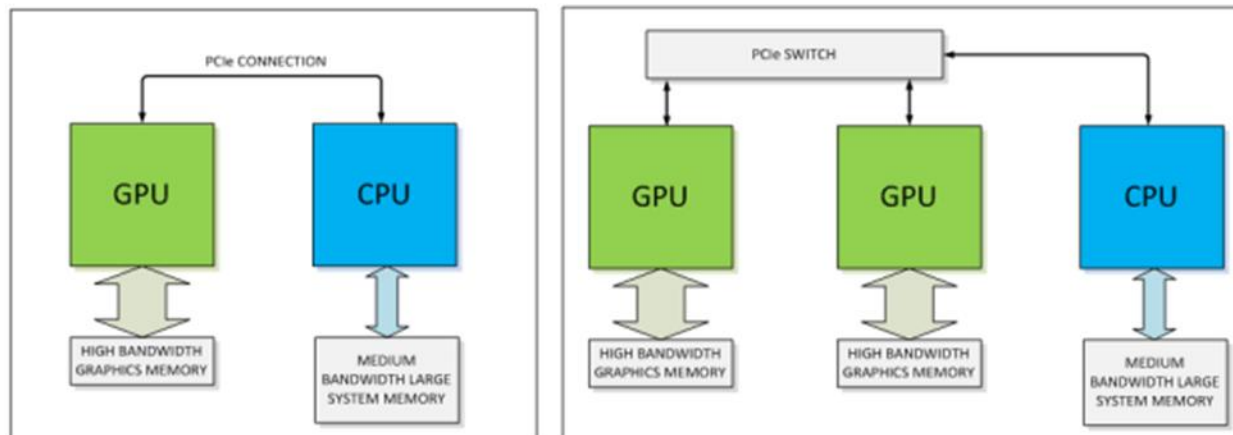 PCIe CONNECTION
GPU
CPU
HIGH BANDWIDTH
GRAPHICS MEMORY
MEDIUM
BANDWIDTH LARGE
SYSTEM MEMORY
PCIe SWITCH
GPU
GPU
CPU
HIGH BANDWIDTH
GRAPHICS MEMORY
HIGH BANDWIDTH
GRAPHICS MEMORY
MEDIUM
BANDWIDTH LARGE
SYSTEM MEMORY